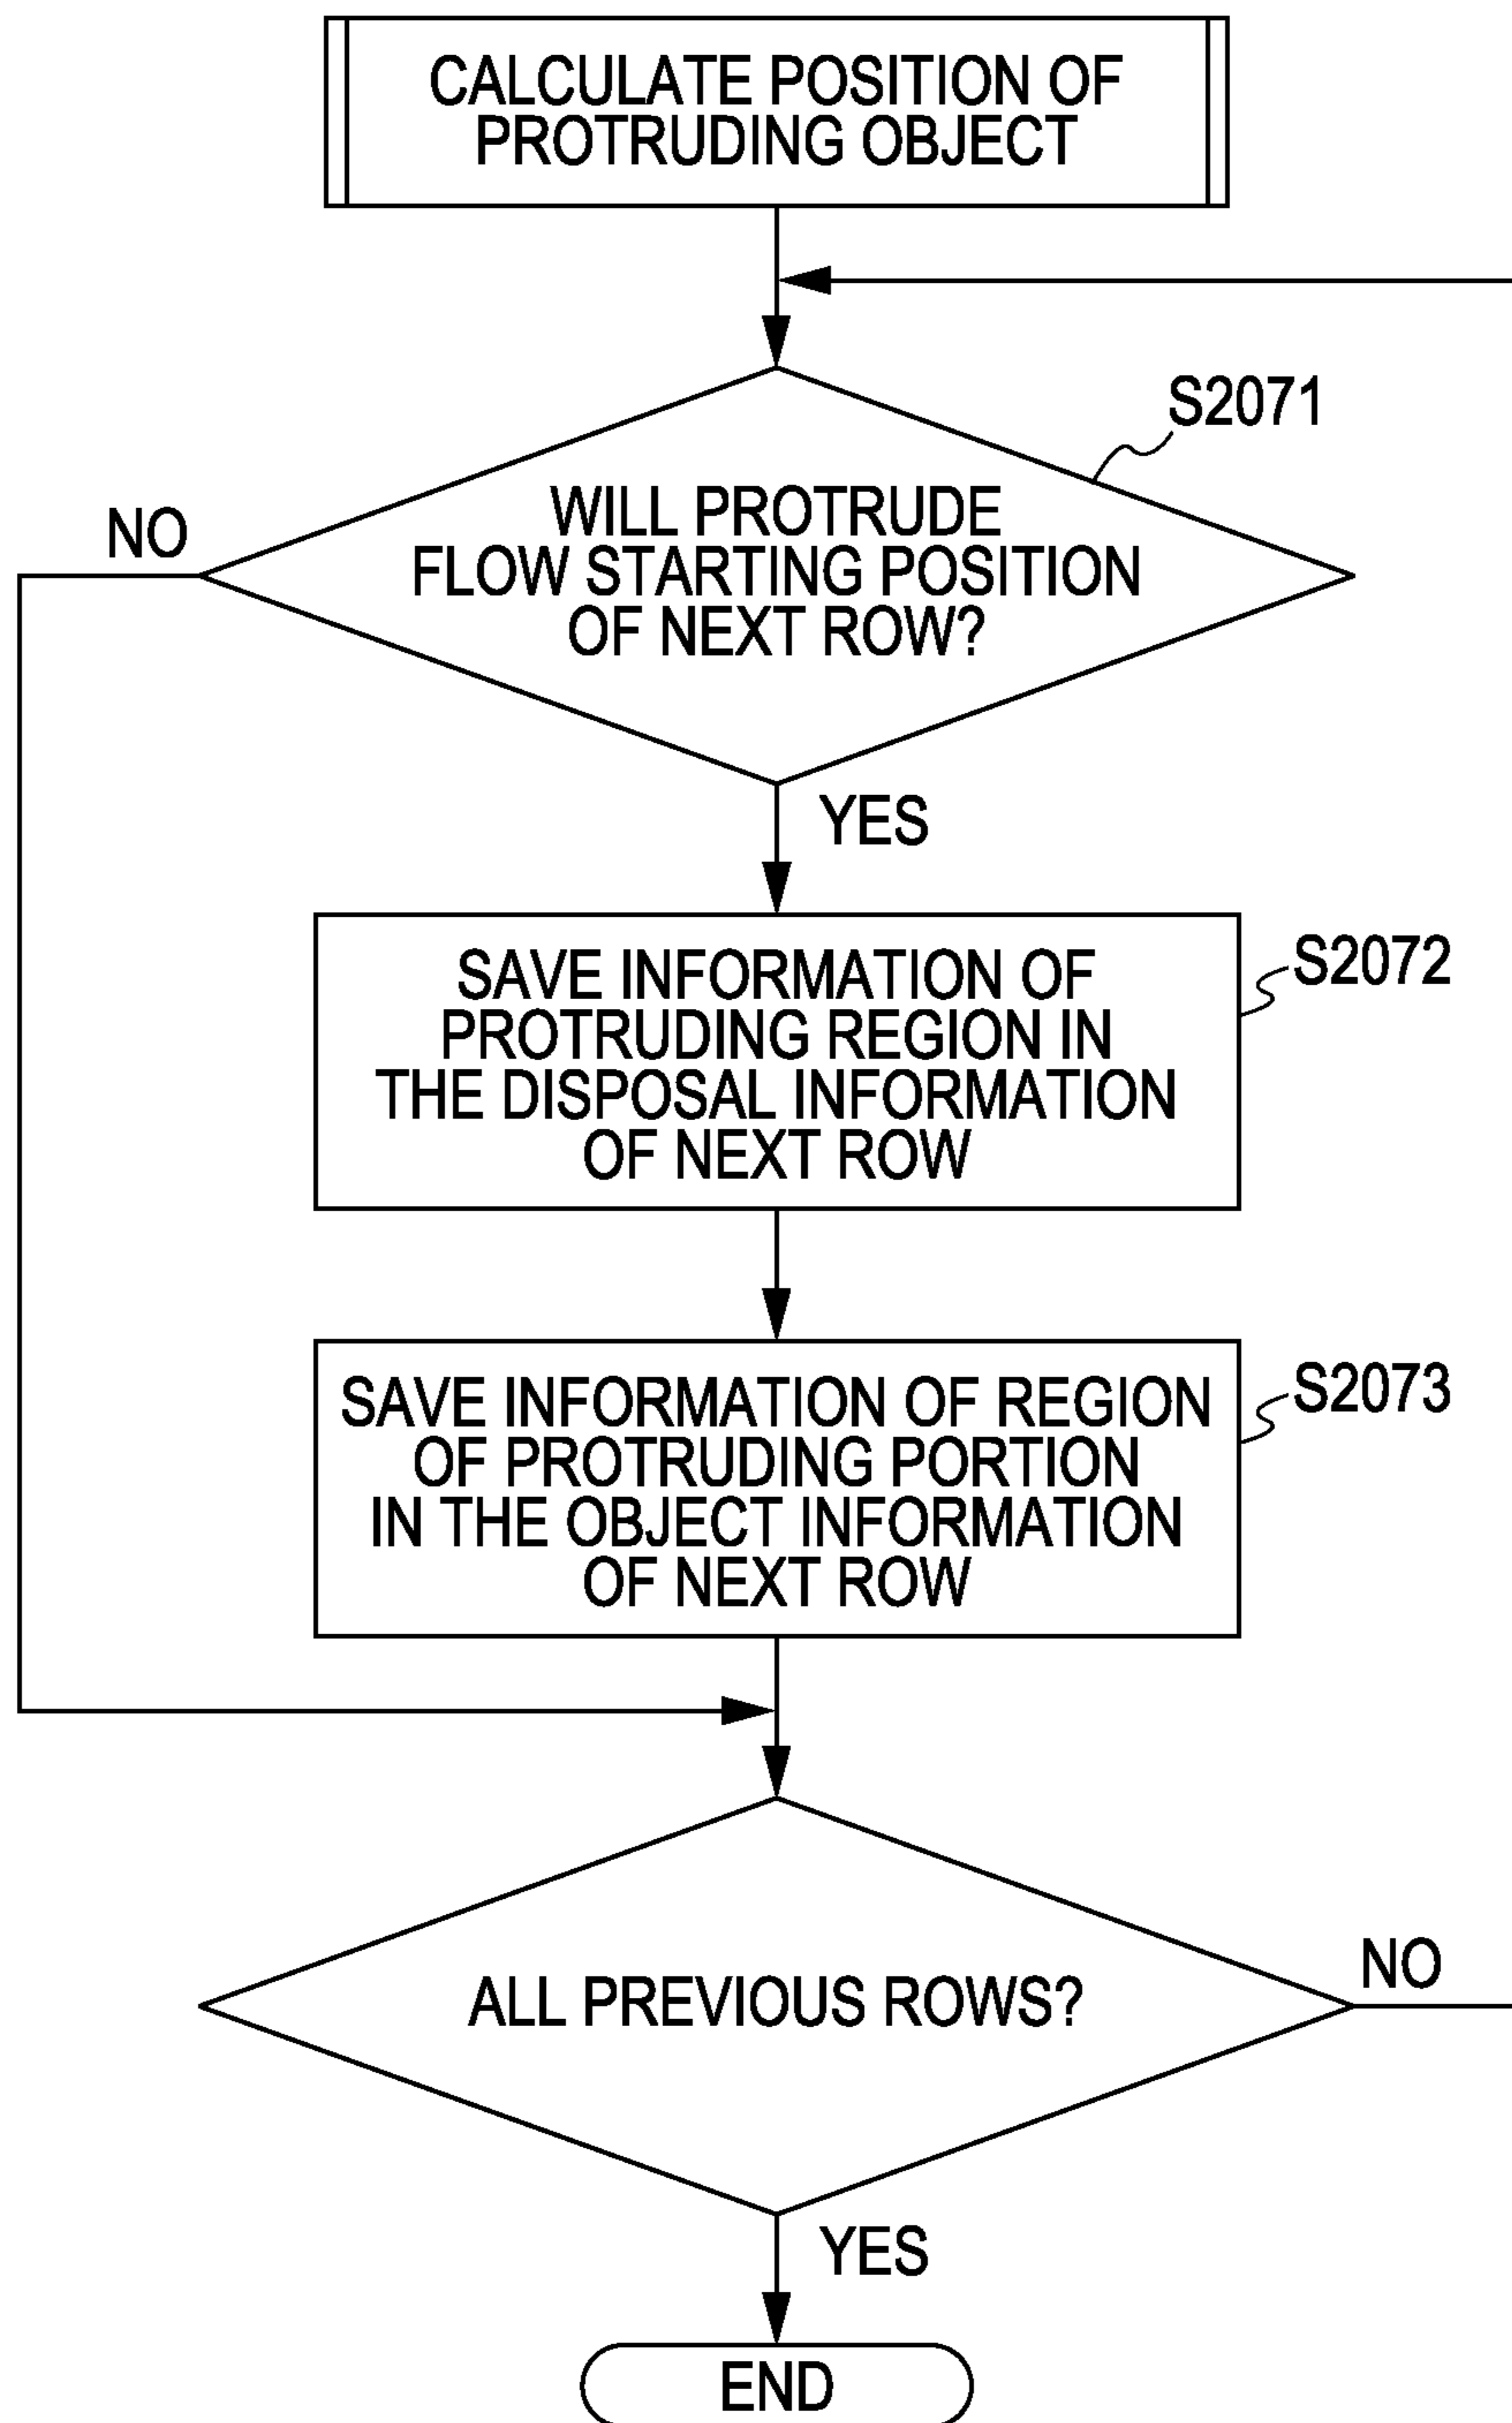 CALCULATE POSITION OF
PROTRUDING OBJECT
S2071
WILL PROTRUDE
FLOW STARTING POSITION
OF NEXT ROW?
NO
YES
SAVE INFORMATION OF
PROTRUDING REGION IN
THE DISPOSAL INFORMATION
OF NEXT ROW
S2072
SAVE INFORMATION OF REGION
OF PROTRUDING PORTION
IN THE OBJECT INFORMATION
OF NEXT ROW
S2073
ALL PREVIOUS ROWS?
NO
YES
END